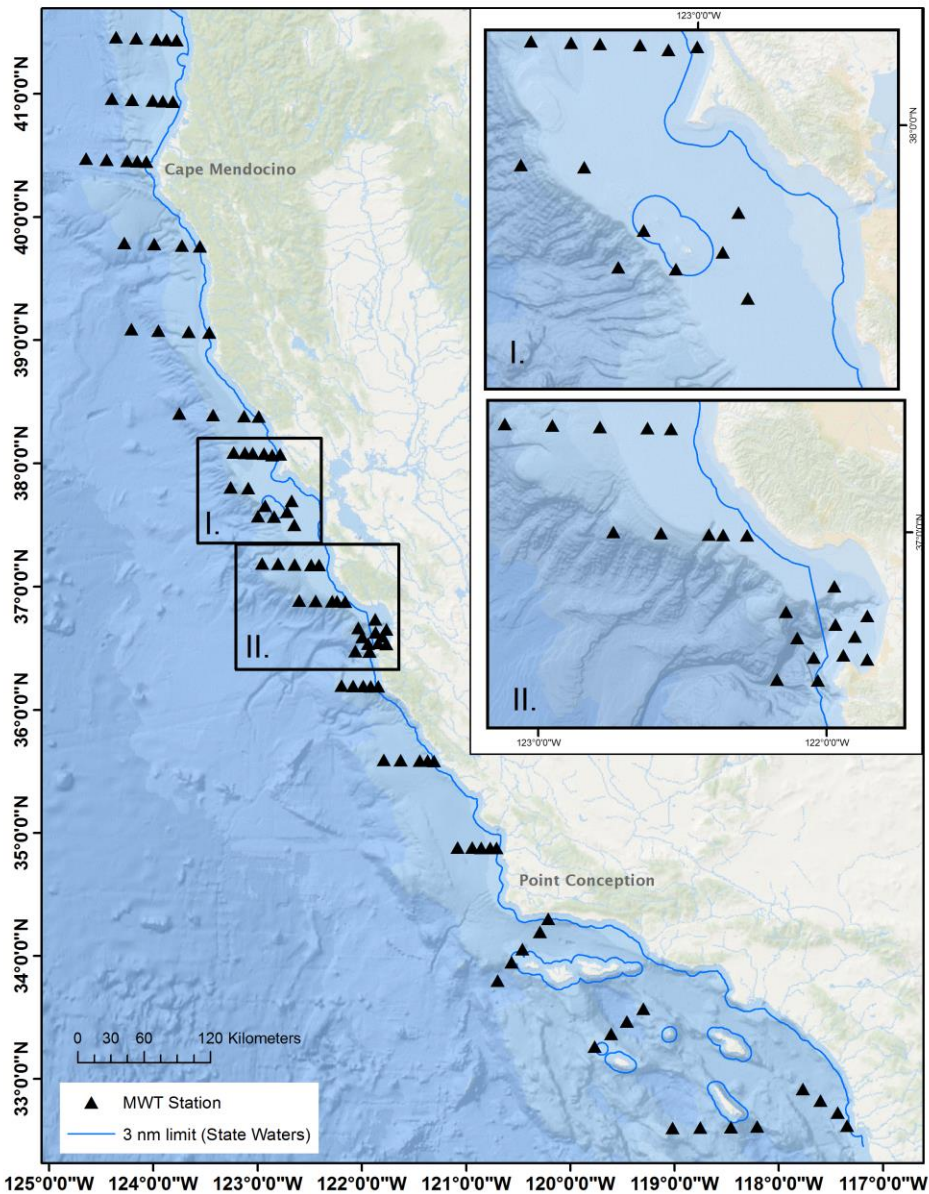 123°0'0"W
38°0'0"N
I.
37°0'0"N
II.
123°0'0"W
122°0'0"W
41°0'0"N
40°0'0"N
39°0'0"N
38°0'0"N
37°0'0"N
36°0'0"N
35°0'0"N
34°0'0"N
33°0'0"N
Cape Mendocino
I.
II.
Point Conception
0 30 60 120 Kilometers
MWT Station
3 nm limit (State Waters)
125°0'0"W 124°0'0"W 123°0'0"W 122°0'0"W 121°0'0"W 120°0'0"W 119°0'0"W 118°0'0"W 117°0'0"W